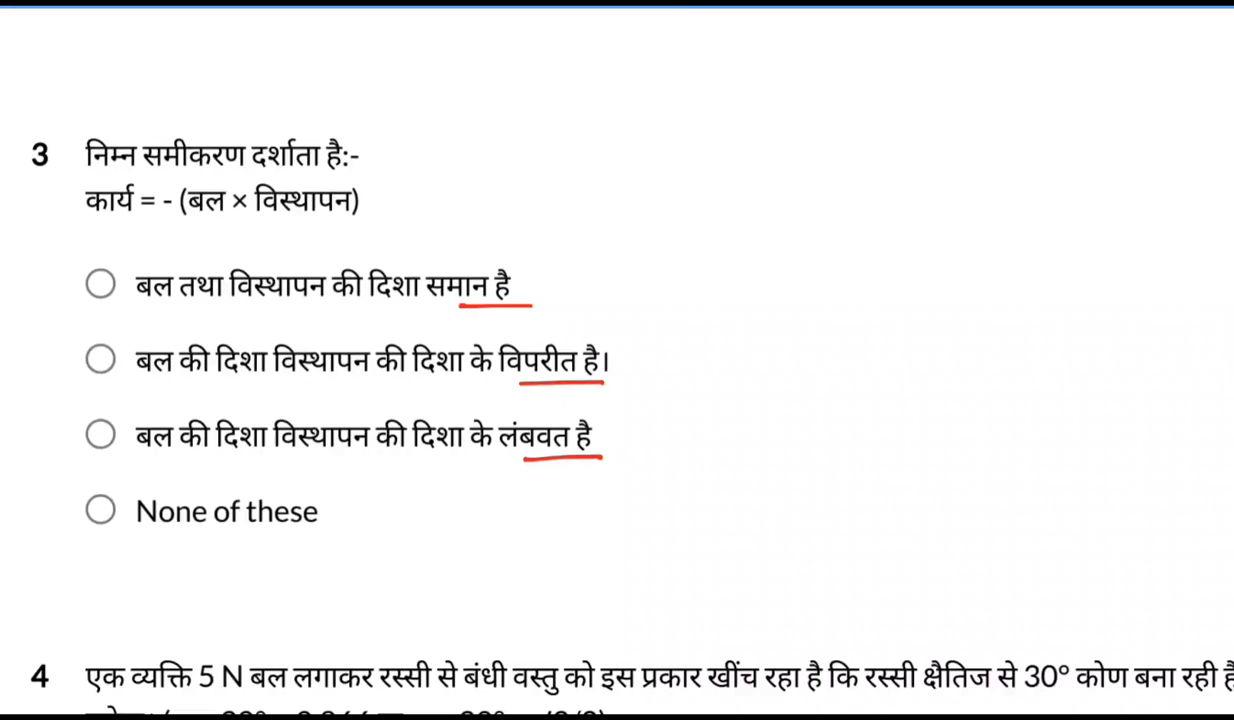 3 निम्न समीकरण दर्शाता है:-
कार्य = - (बल × विस्थापन)
बल तथा विस्थापन की दिशा समान है
बल की दिशा विस्थापन की दिशा के विपरीत है।
बल की दिशा विस्थापन की दिशा के लंबवत है
None of these
4 एक व्यक्ति 5 N बल लगाकर रस्सी से बंधी वस्तु को इस प्रकार खींच रहा है कि रस्सी क्षैतिज से 30° कोण बना रही है